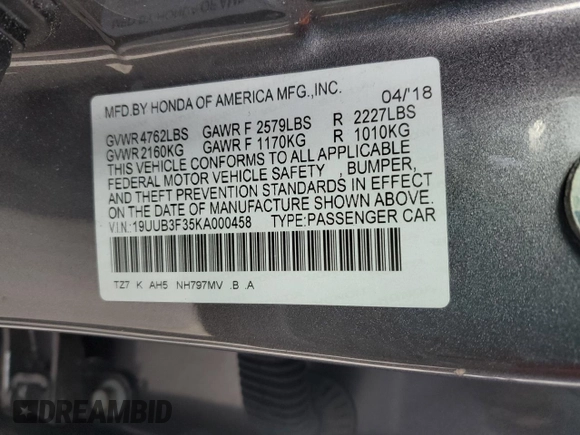 MFD.BY HONDA OF AMERICA MFG.,INC. 04/'18
GVWR 4762LBS GAWR F 2579LBS R 2227LBS
GVWR 2160KG GAWR F 1170KG R 1010KG
THIS VEHICLE CONFORMS TO ALL APPLICABLE
FEDERAL MOTOR VEHICLE SAFETY , BUMPER,
AND THEFT PREVENTION STANDARDS IN EFFECT
ON THE DATE OF MANUFACTURE SHOWN ABOVE.
V.I.N.:19UUB3F35KA000458 TYPE:PASSENGER CAR
TZ7 K AH5 NH797MV .B .A
DREAMBID